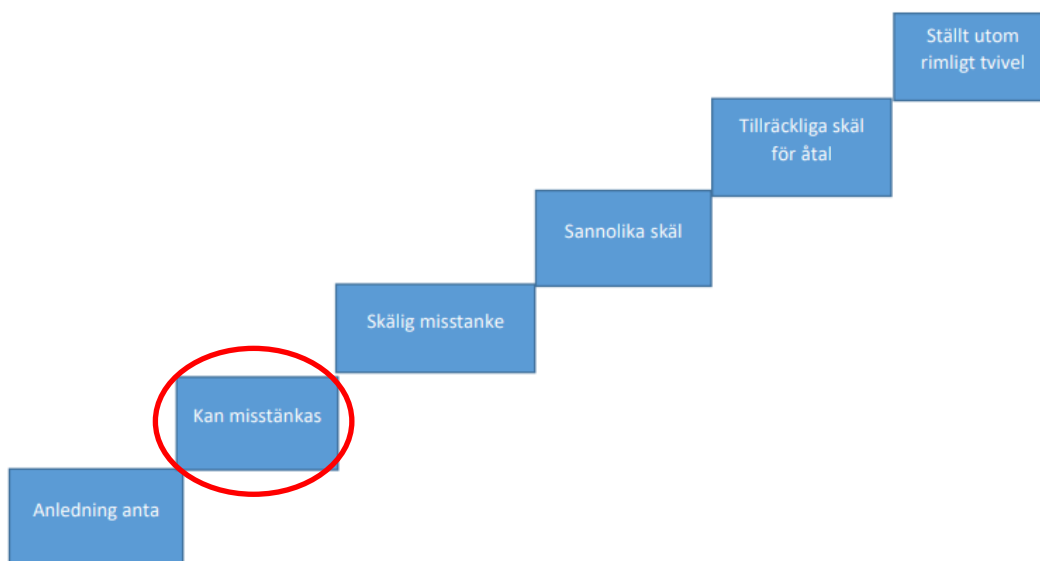 Ställt utom
rimligt tvivel
Tillräckliga skäl
för åtal
Sannolika skäl
Skälig misstanke
Kan misstänkas
Anledning anta